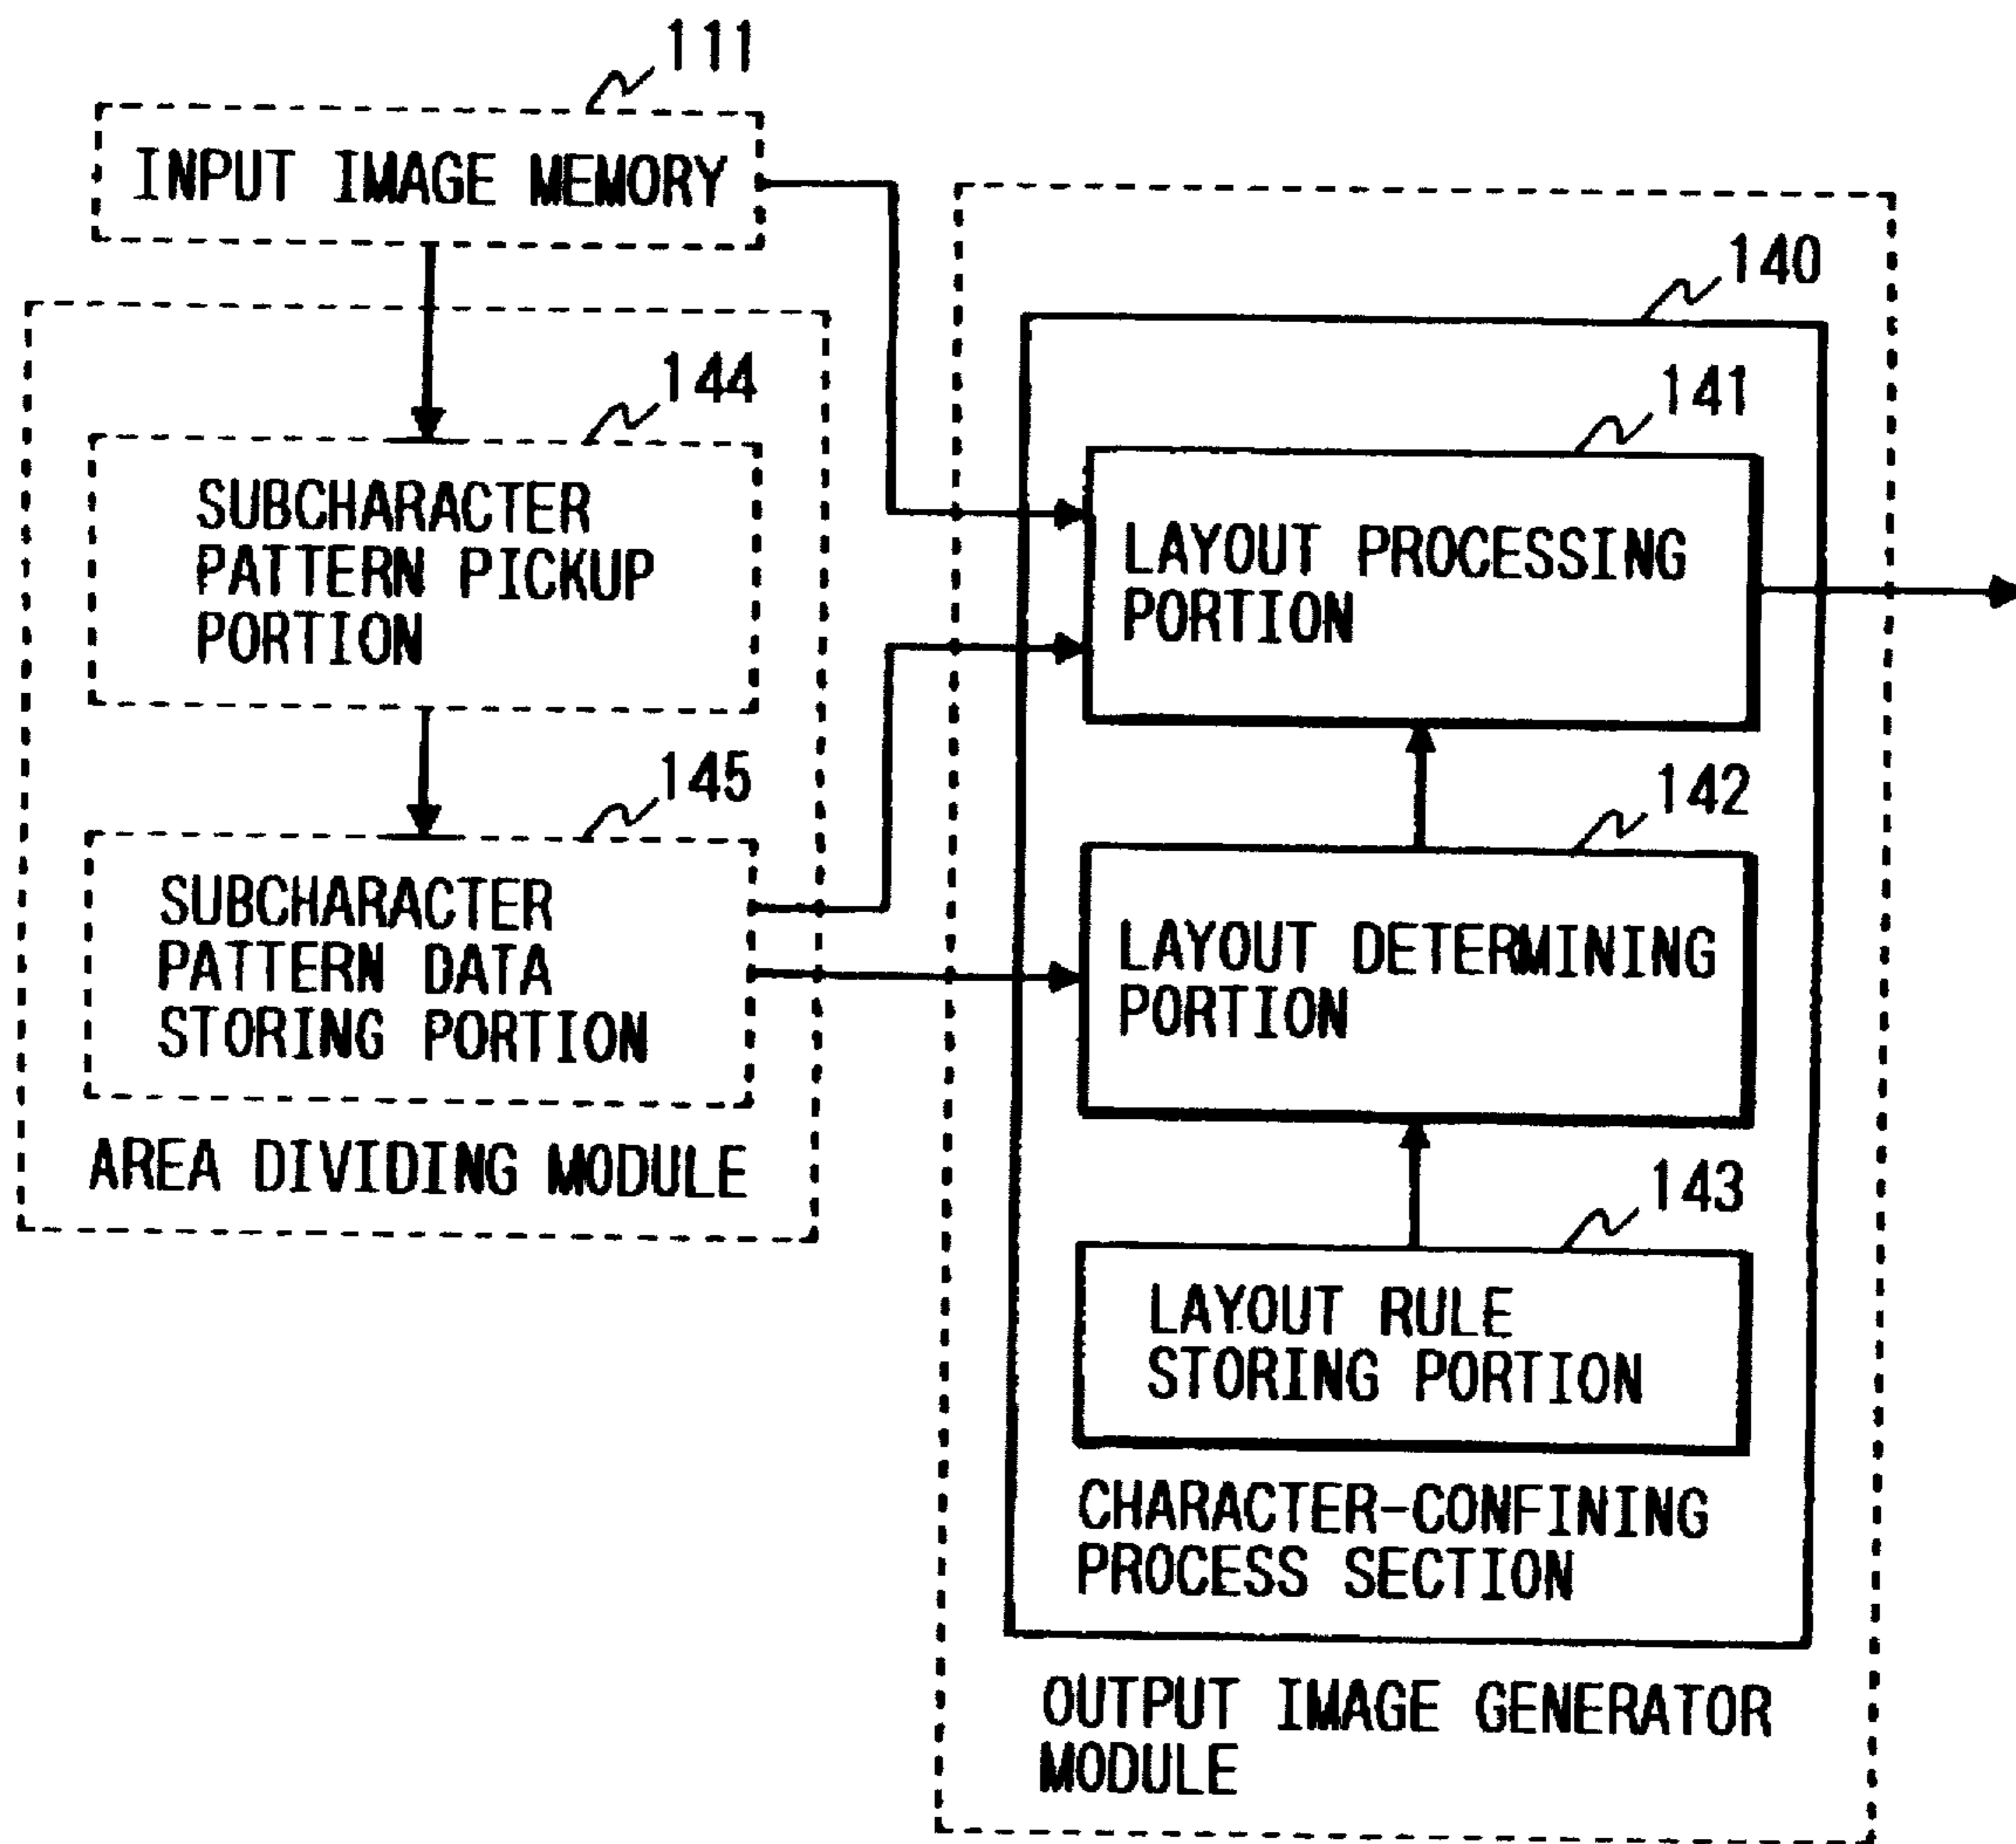 111
INPUT IMAGE MEMORY
144
SUBCHARACTER
PATTERN PICKUP
PORTION
145
SUBCHARACTER
PATTERN DATA
STORING PORTION
AREA DIVIDING MODULE
140
141
LAYOUT PROCESSING
PORTION
142
LAYOUT DETERMINING
PORTION
143
LAYOUT RULE
STORING PORTION
CHARACTER-CONFINING
PROCESS SECTION
OUTPUT IMAGE GENERATOR
MODULE